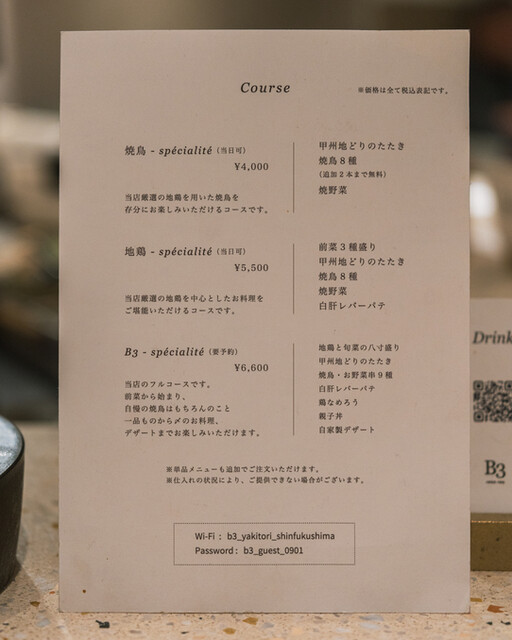 Course
※価格は全て税込表記です。
焼鳥 - spécialité (当日可)
¥4,000
当店厳選の地鶏を用いた焼鳥を
存分にお楽しみいただけるコースです。
甲州地どりのたたき
焼鳥８種
(追加２本まで無料)
焼野菜
地鶏 - spécialité (当日可)
¥5,500
当店厳選の地鶏を中心としたお料理を
ご堪能いただけるコースです。
前菜３種盛り
甲州地どりのたたき
焼鳥８種
焼野菜
白肝レバーパテ
B3 - spécialité (要予約)
¥6,600
当店のフルコースです。
前菜から始まり、
自慢の焼鳥はもちろんのこと
一品ものから〆のお料理、
デザートまでお楽しみいただけます。
地鶏と旬菜の八寸盛り
甲州地どりのたたき
焼鳥・お野菜串９種
白肝レバーパテ
鶏なめろう
親子丼
自家製デザート
※単品メニューも追加でご注文いただけます。
※仕入れの状況により、ご提供できない場合がございます。
Wi-Fi : b3_yakitori_shinfukushima
Password : b3_guest_0901
Drink
B3